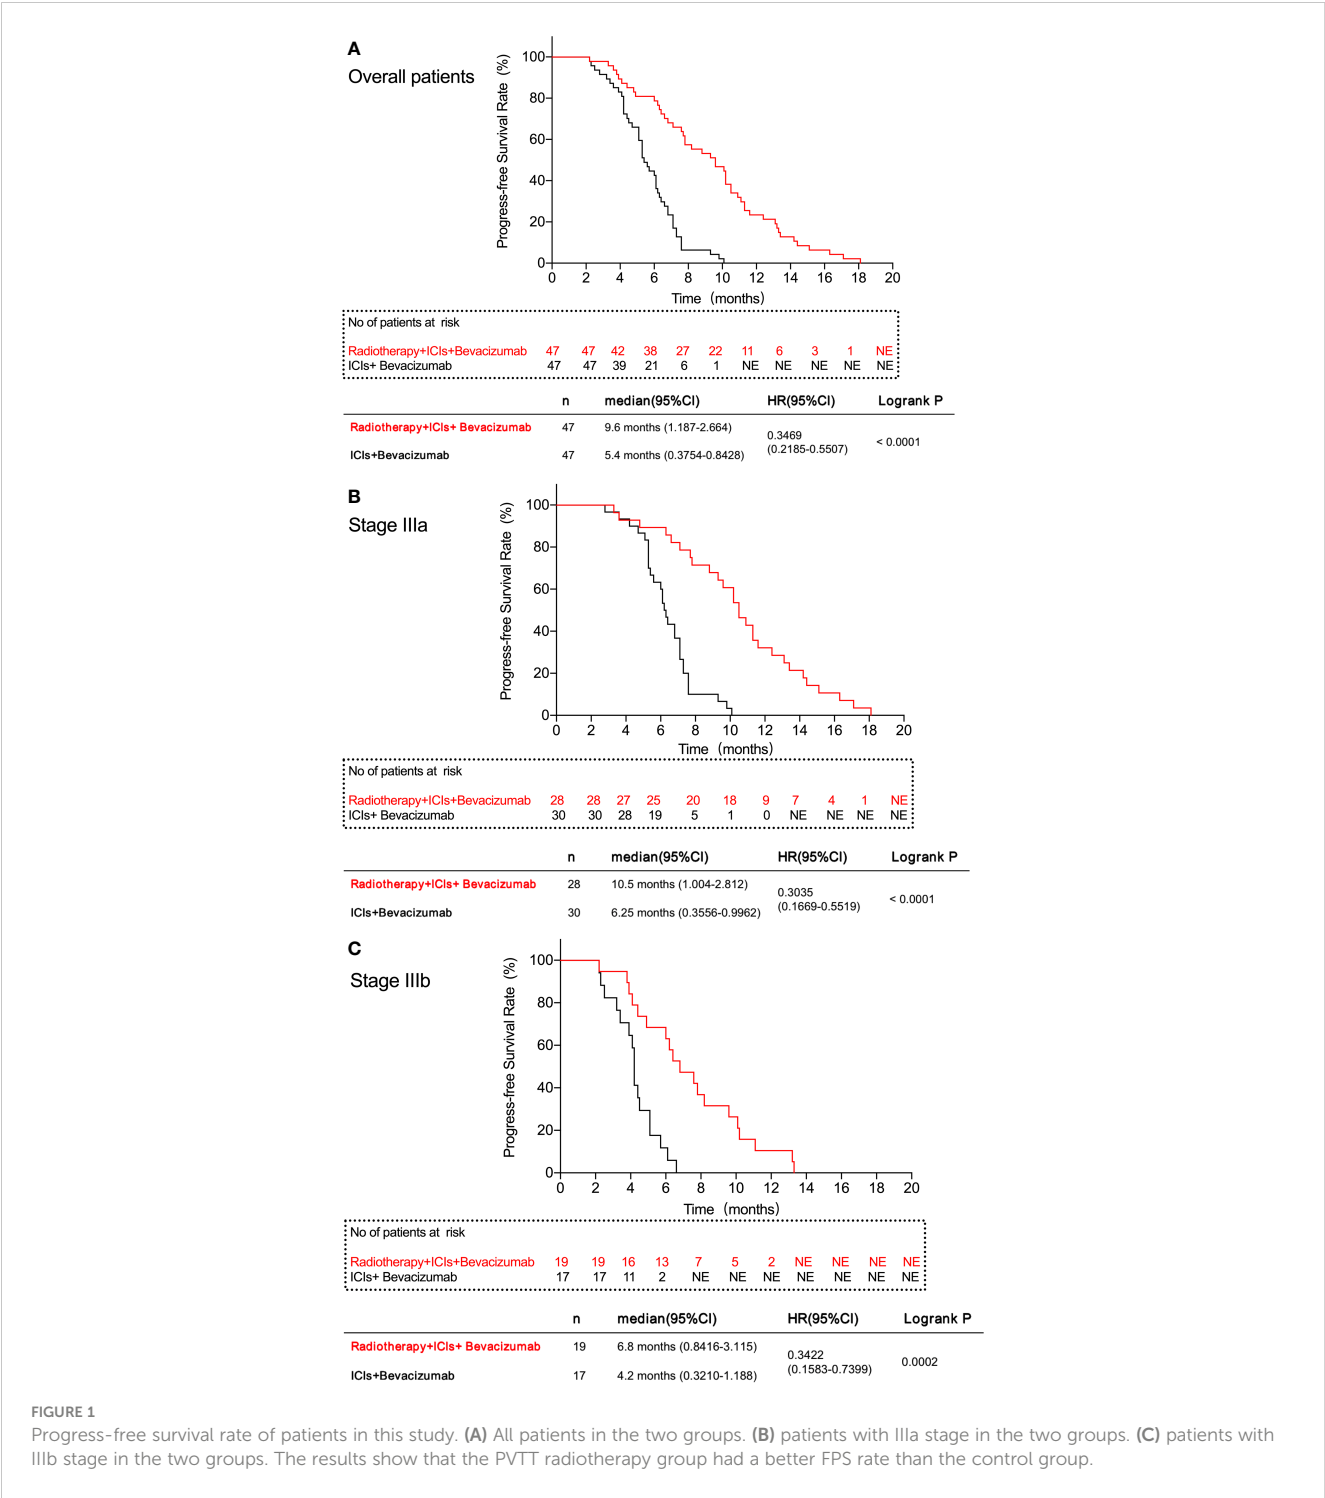 A
Overall patients
Progress-free Survival Rate (%)
100
80
60
40
20
0
0 2 4 6 8 10 12 14 16 18 20
Time (months)
No of patients at risk
Radiotherapy+ICIs+Bevacizumab 47 47 42 38 27 22 11 6 3 1 NE
ICIs+ Bevacizumab 47 47 39 21 6 1 NE NE NE NE NE
n median(95%CI) HR(95%CI) Logrank P
Radiotherapy+ICIs+ Bevacizumab 47 9.6 months (1.187-2.664)
0.3469
(0.2185-0.5507)
< 0.0001
ICIs+Bevacizumab 47 5.4 months (0.3754-0.8428)
B
Stage IIIa
Progress-free Survival Rate (%)
100
80
60
40
20
0
0 2 4 6 8 10 12 14 16 18 20
Time (months)
No of patients at risk
Radiotherapy+ICIs+Bevacizumab 28 28 27 25 20 18 9 7 4 1 NE
ICIs+ Bevacizumab 30 30 28 19 5 1 0 NE NE NE NE
n median(95%CI) HR(95%CI) Logrank P
Radiotherapy+ICIs+ Bevacizumab 28 10.5 months (1.004-2.812)
0.3035
(0.1669-0.5519)
< 0.0001
ICIs+Bevacizumab 30 6.25 months (0.3556-0.9962)
C
Stage IIIb
Progress-free Survival Rate (%)
100
80
60
40
20
0
0 2 4 6 8 10 12 14 16 18 20
Time (months)
No of patients at risk
Radiotherapy+ICIs+Bevacizumab 19 19 16 13 7 5 2 NE NE NE NE
ICIs+ Bevacizumab 17 17 11 2 NE NE NE NE NE NE NE
n median(95%CI) HR(95%CI) Logrank P
Radiotherapy+ICIs+ Bevacizumab 19 6.8 months (0.8416-3.115)
0.3422
(0.1583-0.7399)
0.0002
ICIs+Bevacizumab 17 4.2 months (0.3210-1.188)
FIGURE 1
Progress-free survival rate of patients in this study. (A) All patients in the two groups. (B) patients with IIIa stage in the two groups. (C) patients with
IIIb stage in the two groups. The results show that the PVTT radiotherapy group had a better FPS rate than the control group.